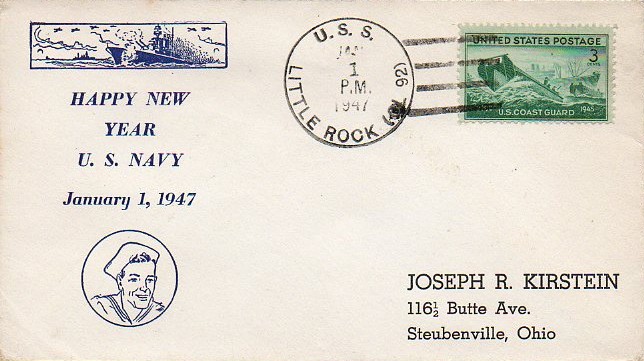 HAPPY NEW
YEAR
U. S. NAVY
January 1, 1947
U. S. S.
JAN
1
P.M.
1947
LITTLE ROCK (CL 92)
UNITED STATES POSTAGE
3
CENTS
U.S. COAST GUARD 1945
JOSEPH R. KIRSTEIN
116½ Butte Ave.
Steubenville, Ohio